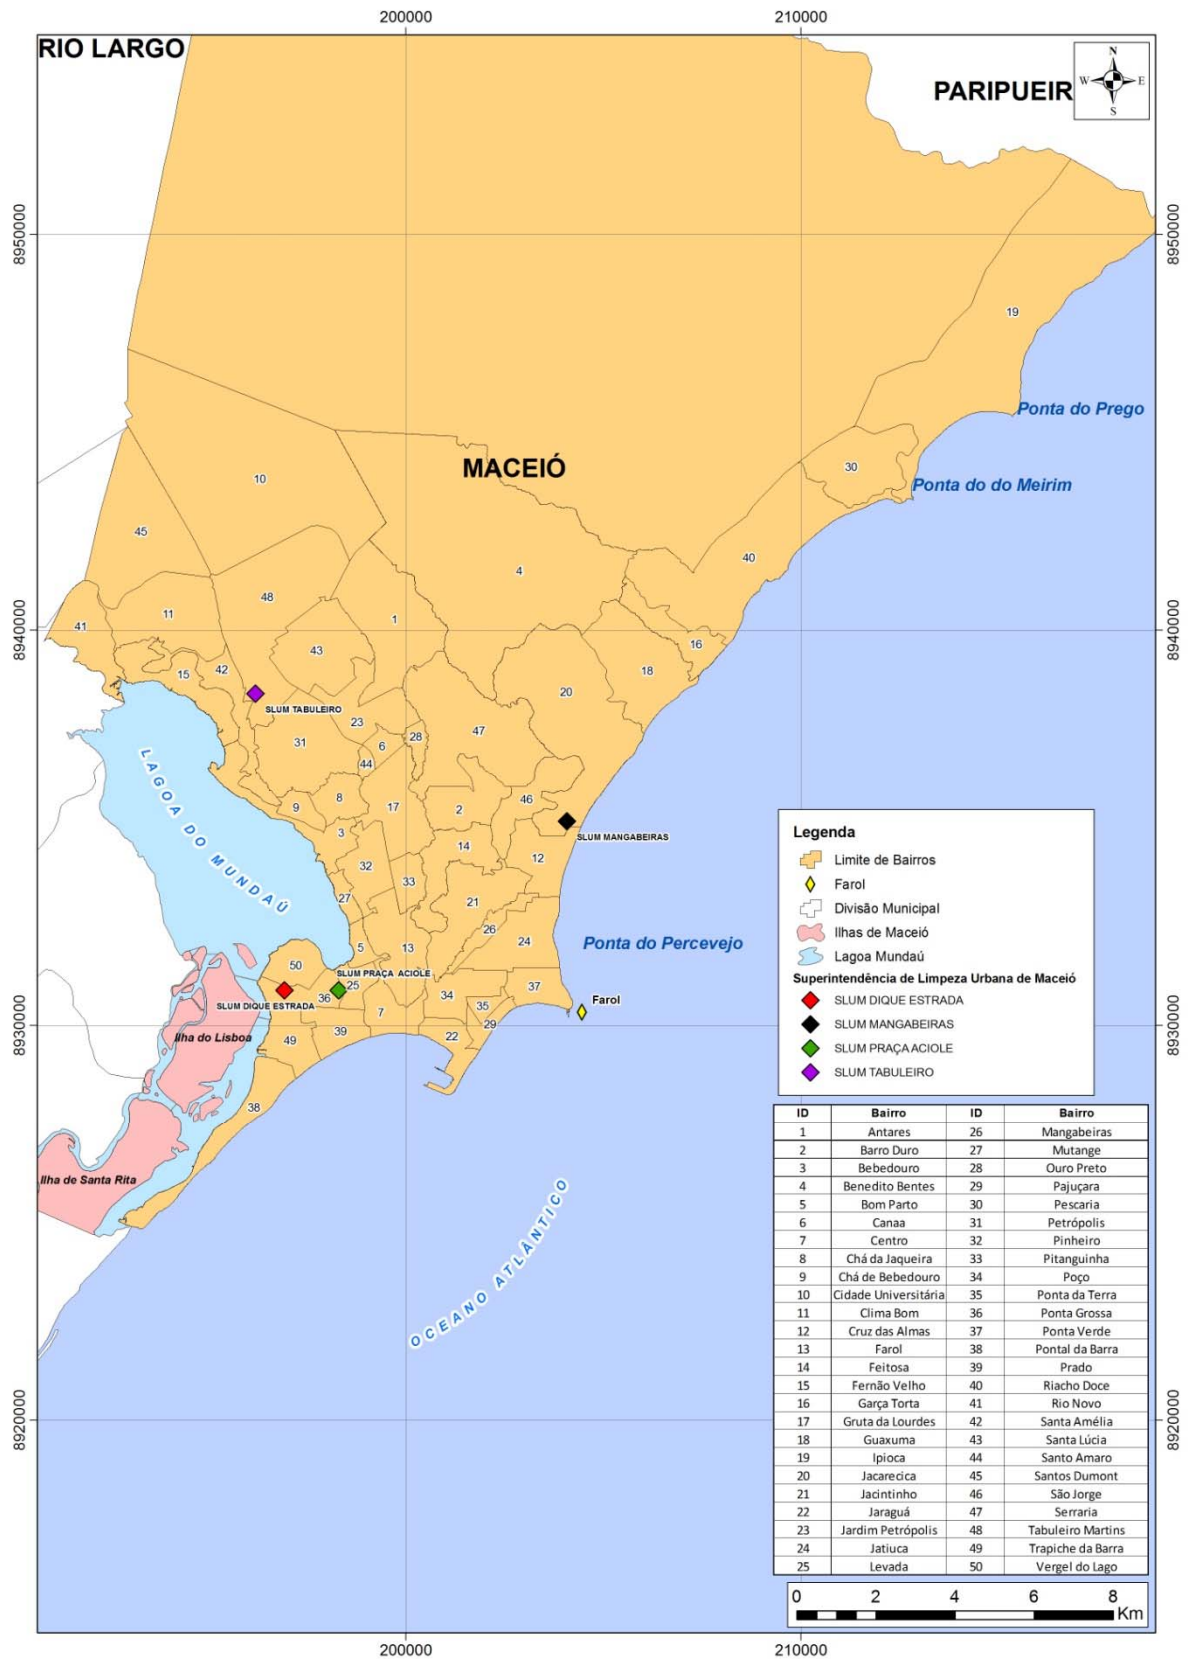 200000 210000
RIO LARGO
PARIPUEIR
N
W E
S
8950000 8950000
19
Ponta do Prego
MACEIÓ
30
10
Ponta do do Meirim
45
40
4
48
11
1
41
8940000 8940000
16
43
18
42
15
20
SLUM TABULEIRO
23
47
28
31
6
44
LAGOA DO MUNDAÚ
8
46
9
17
2
3
SLUM MANGABEIRAS
14
12
32
33
27
21
26
24
5
13
Ponta do Percevejo
50
SLUM PRAÇA ACIOLE
25
37
36
34
SLUM DIQUE ESTRADA
35
Farol
7
29
8930000 8930000
39
22
49
Ilha do Lisboa
38
Ilha de Santa Rita
OCEANO ATLÂNTICO
8920000 8920000
Legenda
Limite de Bairros
Farol
Divisão Municipal
Ilhas de Maceió
Lagoa Mundaú
Superintendência de Limpeza Urbana de Maceió
SLUM DIQUE ESTRADA
SLUM MANGABEIRAS
SLUM PRAÇA ACIOLE
SLUM TABULEIRO
ID Bairro ID Bairro
1 Antares 26 Mangabeiras
2 Barro Duro 27 Mutange
3 Bebedouro 28 Ouro Preto
4 Benedito Bentes 29 Pajuçara
5 Bom Parto 30 Pescaria
6 Canaa 31 Petrópolis
7 Centro 32 Pinheiro
8 Chá da Jaqueira 33 Pitanguinha
9 Chá de Bebedouro 34 Poço
10 Cidade Universitária 35 Ponta da Terra
11 Clima Bom 36 Ponta Grossa
12 Cruz das Almas 37 Ponta Verde
13 Farol 38 Pontal da Barra
14 Feitosa 39 Prado
15 Fernão Velho 40 Riacho Doce
16 Garça Torta 41 Rio Novo
17 Gruta da Lourdes 42 Santa Amélia
18 Guaxuma 43 Santa Lúcia
19 Ipioca 44 Santo Amaro
20 Jacarecica 45 Santos Dumont
21 Jacintinho 46 São Jorge
22 Jaraguá 47 Serraria
23 Jardim Petrópolis 48 Tabuleiro Martins
24 Jatiuca 49 Trapiche da Barra
25 Levada 50 Vergel do Lago
0 2 4 6 8
Km
200000 210000